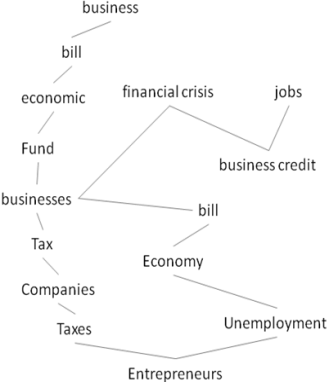 business
bill
economic
financial crisis
jobs
Fund
business credit
businesses
bill
Tax
Economy
Companies
Taxes
Unemployment
Entrepreneurs